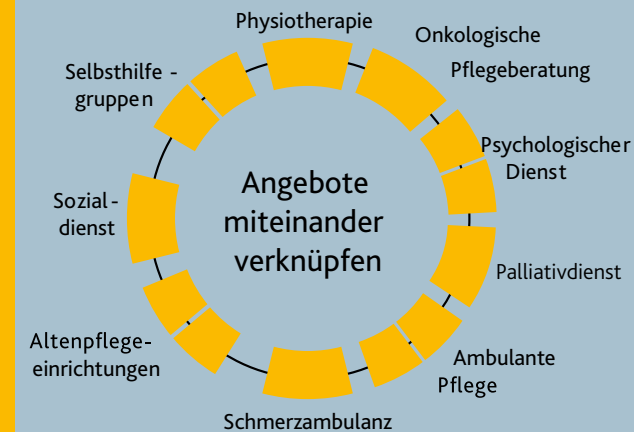 Physiotherapie
Onkologische
Pflegeberatung
Psychologischer
Dienst
Palliativdienst
Ambulante
Pflege
Schmerzambulanz
Altenpflege-
einrichtungen
Sozial-
dienst
Selbsthilfe-
gruppen
Angebote
miteinander
verknüpfen